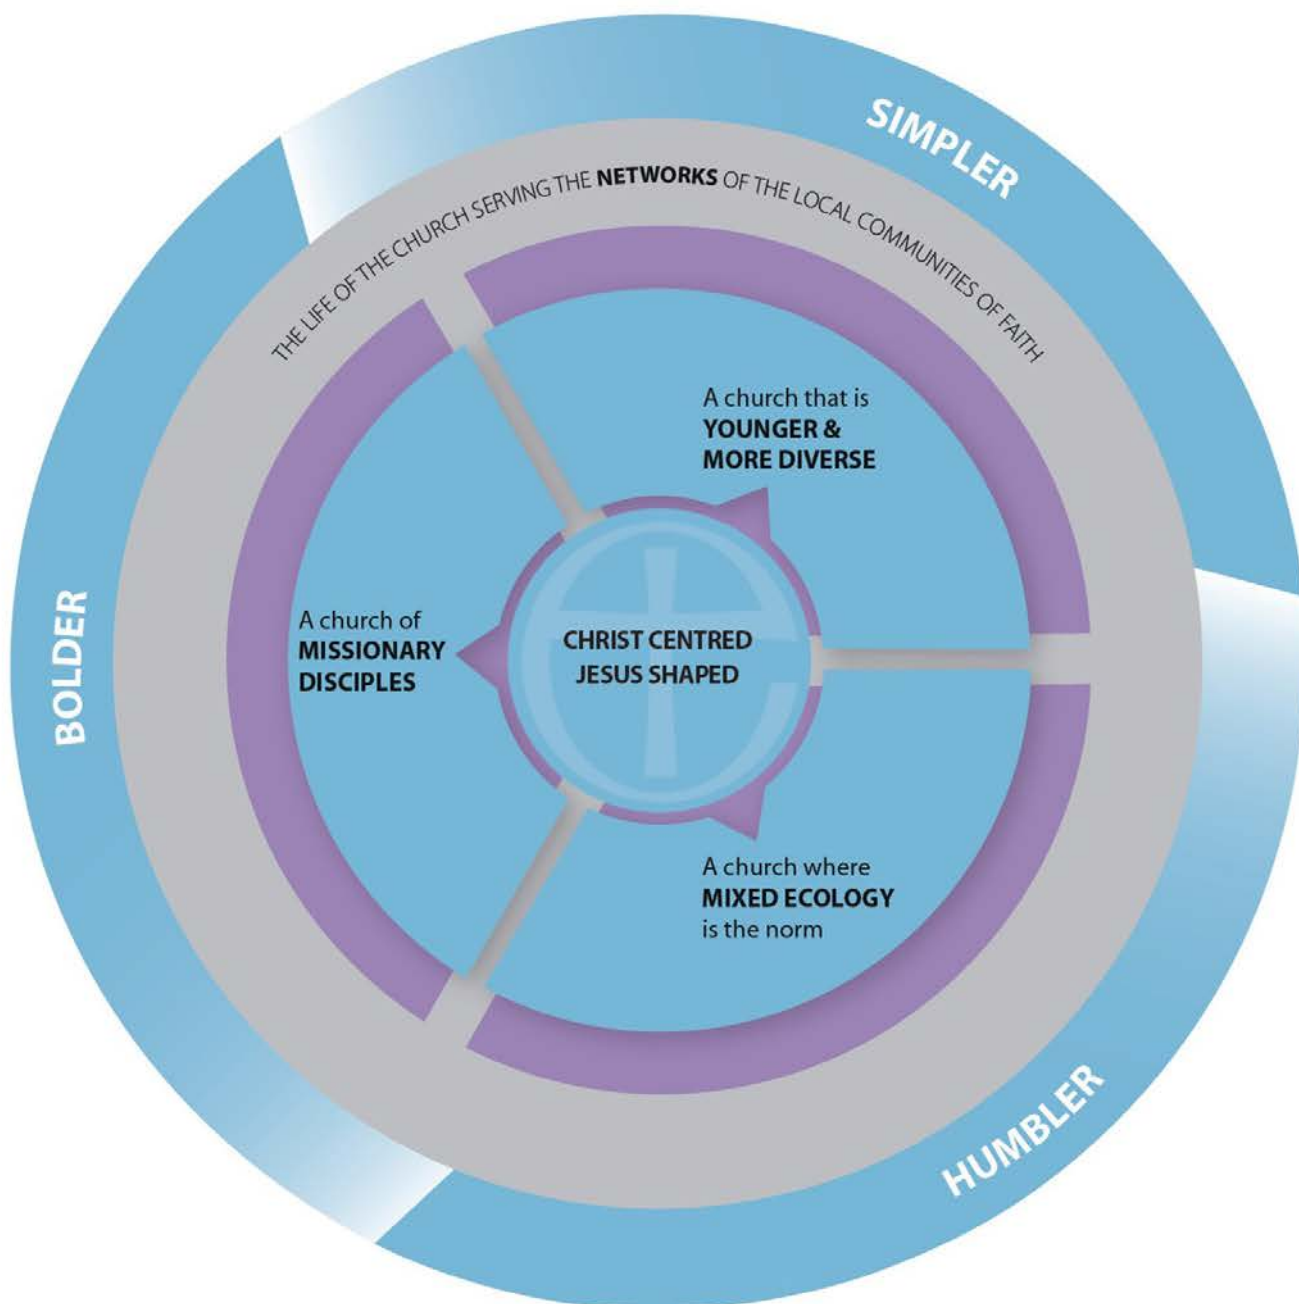 SIMPLER
THE LIFE OF THE CHURCH SERVING THE NETWORKS OF THE LOCAL COMMUNITIES OF FAITH
A church that is
YOUNGER &
MORE DIVERSE
BOLDER
A church of
MISSIONARY
DISCIPLES
CHRIST CENTRED
JESUS SHAPED
A church where
MIXED ECOLOGY
is the norm
HUMBLER